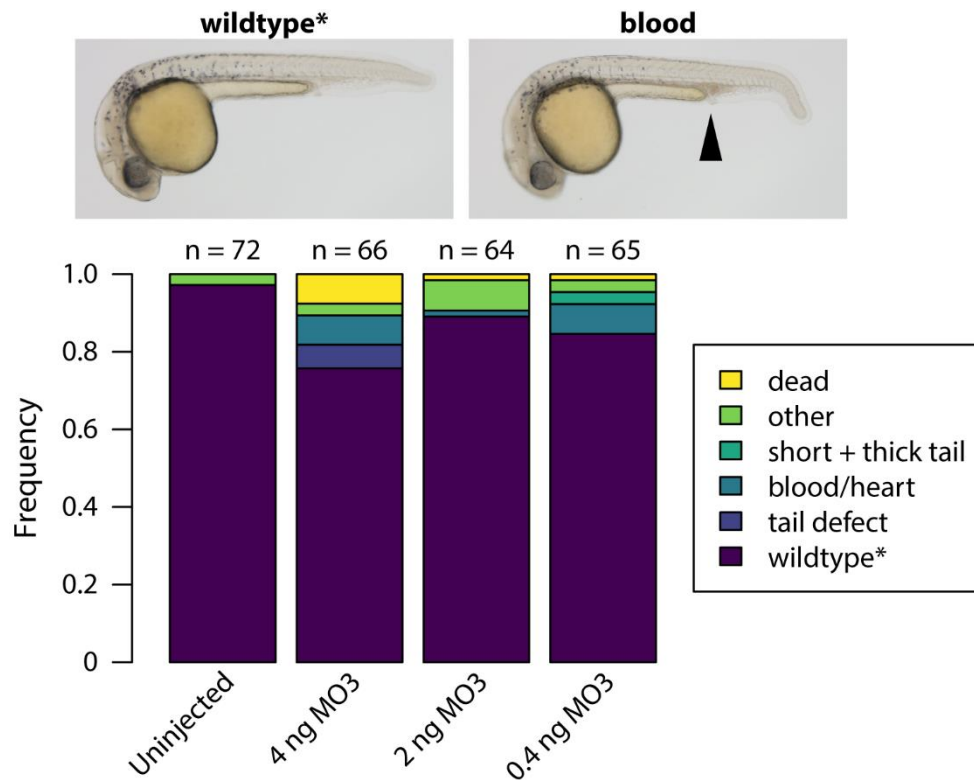 wildtype* blood
n = 72 n = 66 n = 64 n = 65
1.0
0.8
0.6
0.4
0.2
0
Frequency
Uninjected
4 ng MO3
2 ng MO3
0.4 ng MO3
dead
other
short + thick tail
blood/heart
tail defect
wildtype*